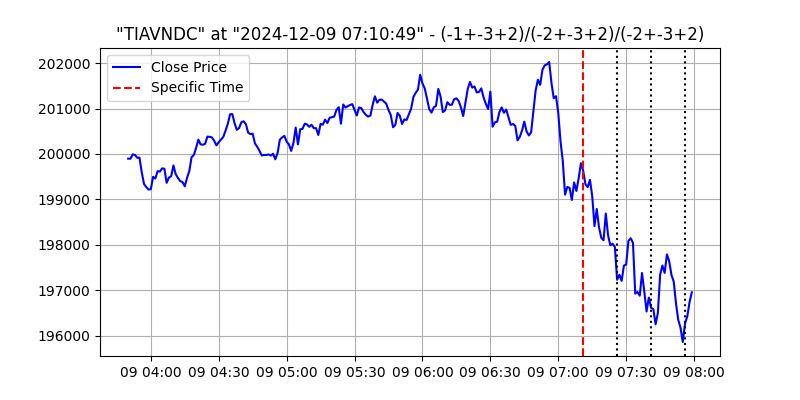 "TIAVNDC" at "2024-12-09 07:10:49" - (-1+-3+2)/(-2+-3+2)/(-2+-3+2)
Close Price
Specific Time
202000
201000
200000
199000
198000
197000
196000
09 04:00 09 04:30 09 05:00 09 05:30 09 06:00 09 06:30 09 07:00 09 07:30 09 08:00